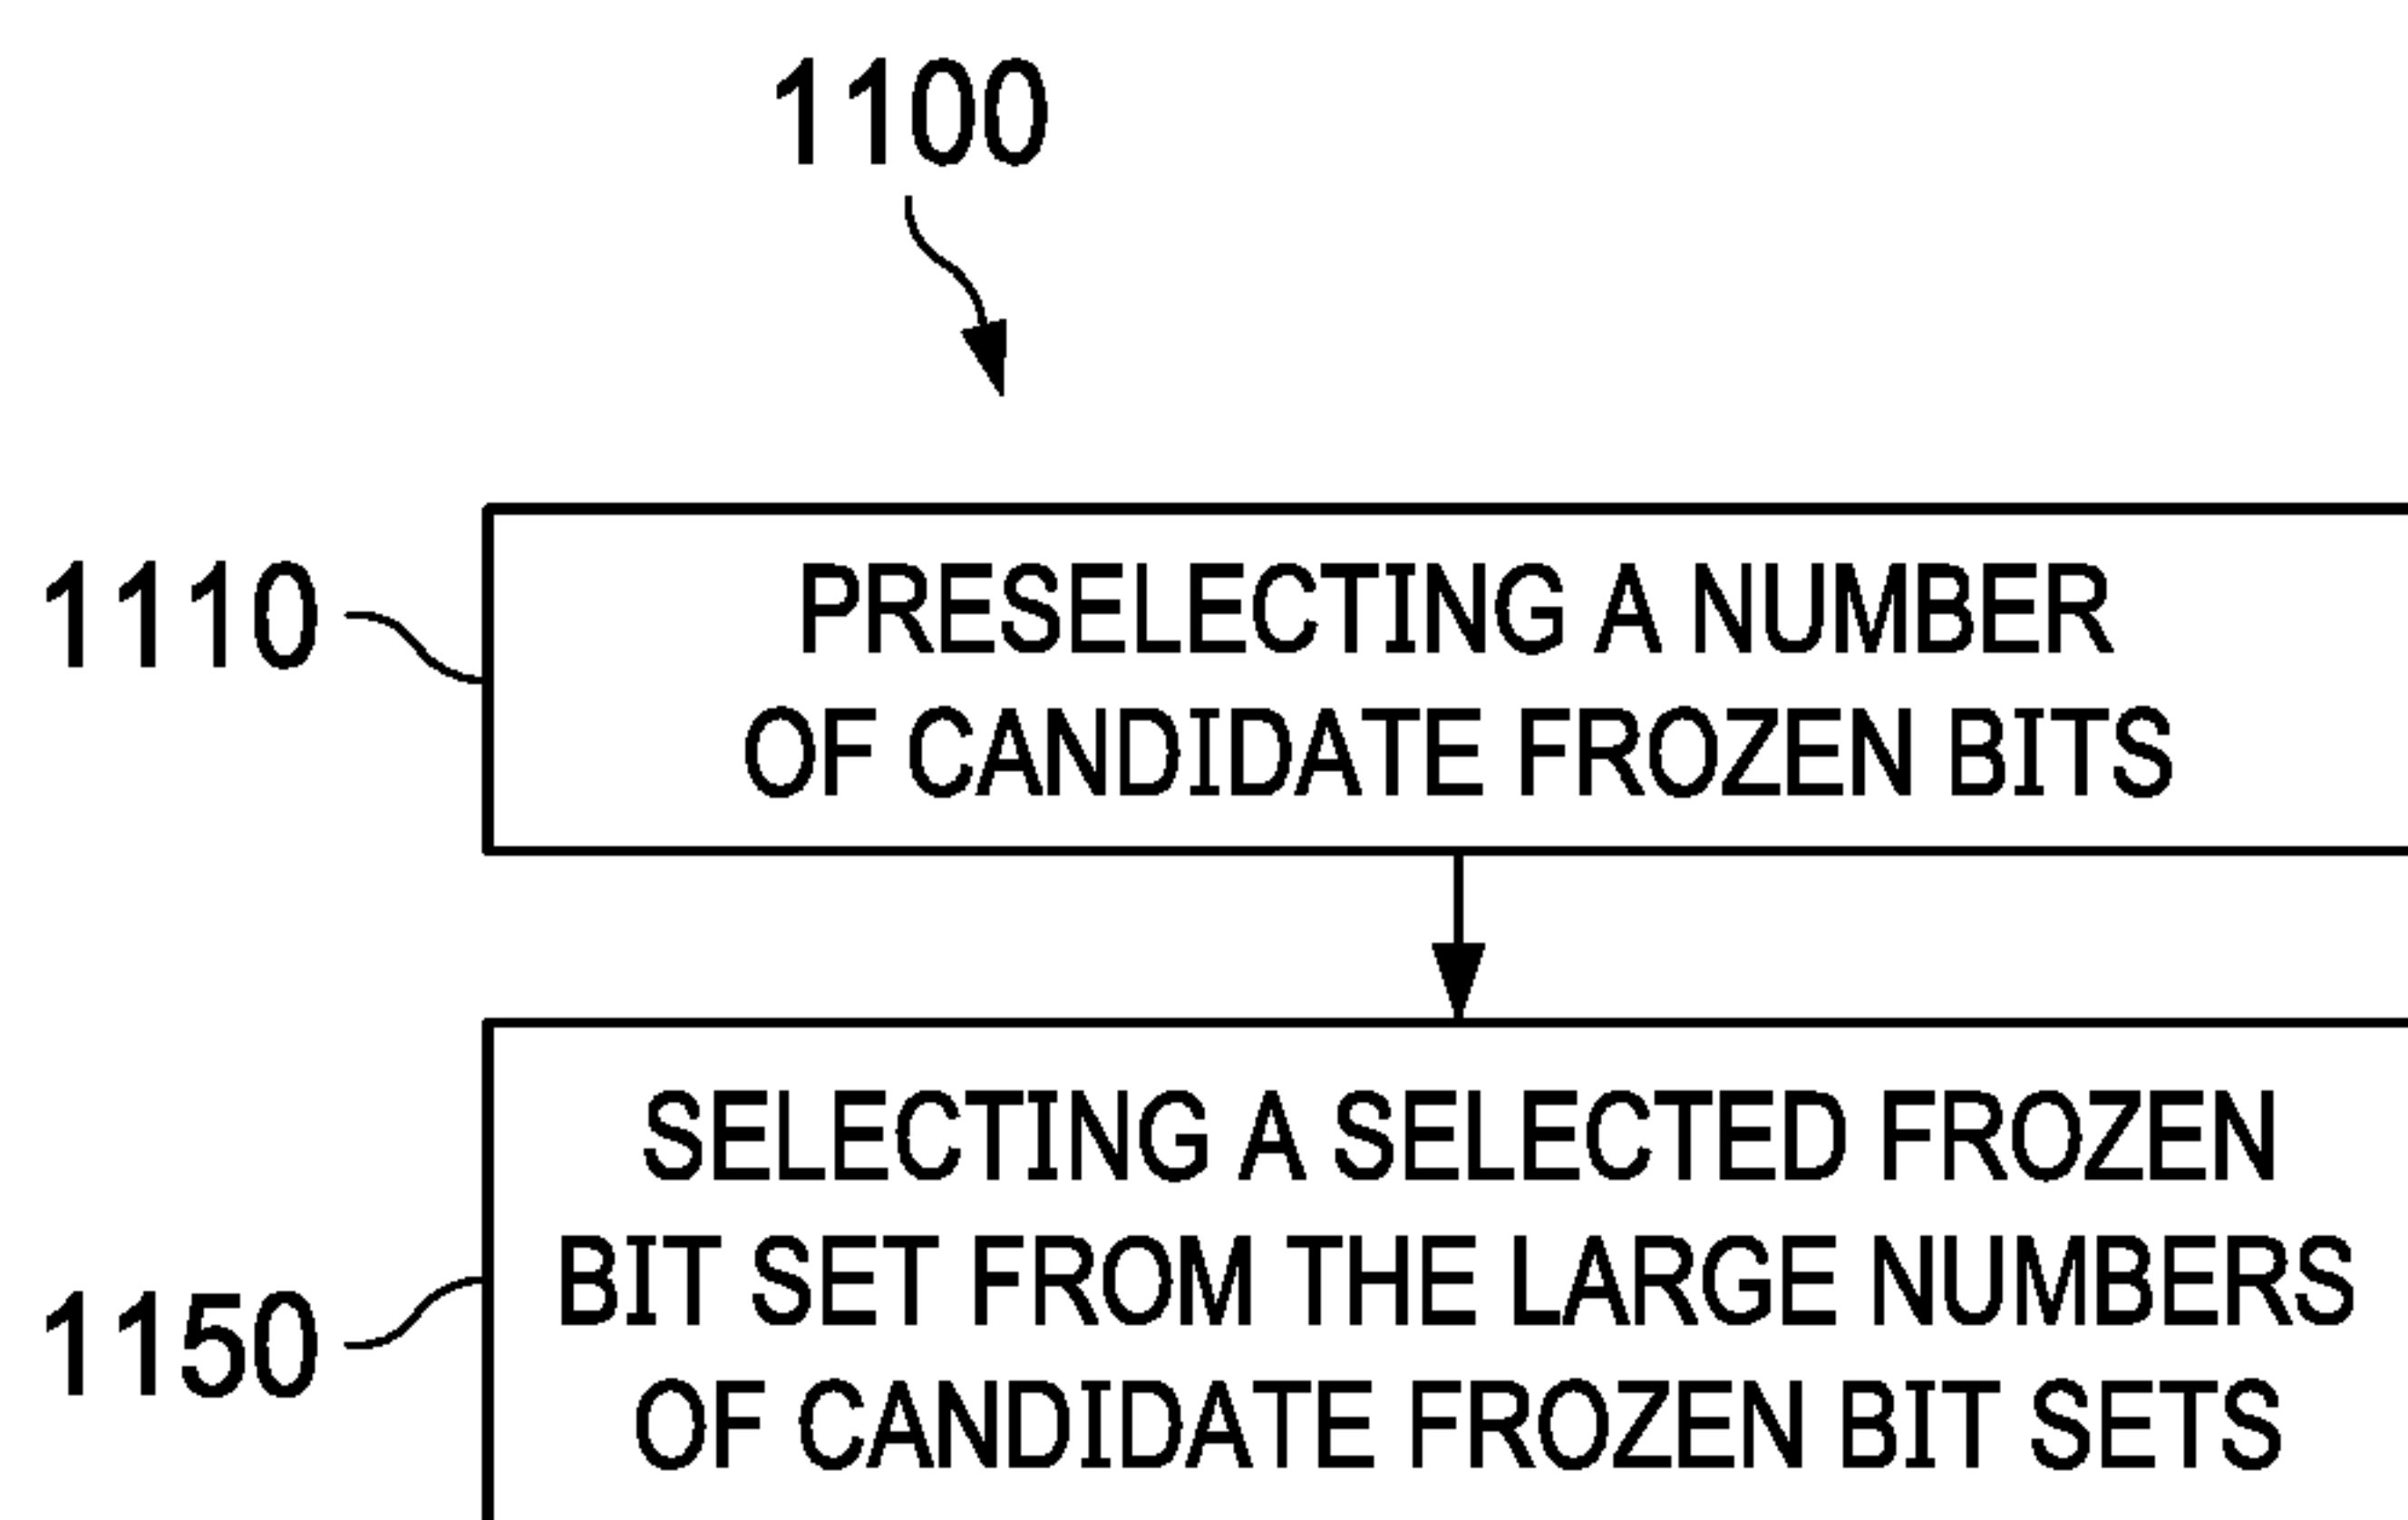 1100
1110
PRESELECTING A NUMBER
OF CANDIDATE FROZEN BITS
1150
SELECTING A SELECTED FROZEN
BIT SET FROM THE LARGE NUMBERS
OF CANDIDATE FROZEN BIT SETS